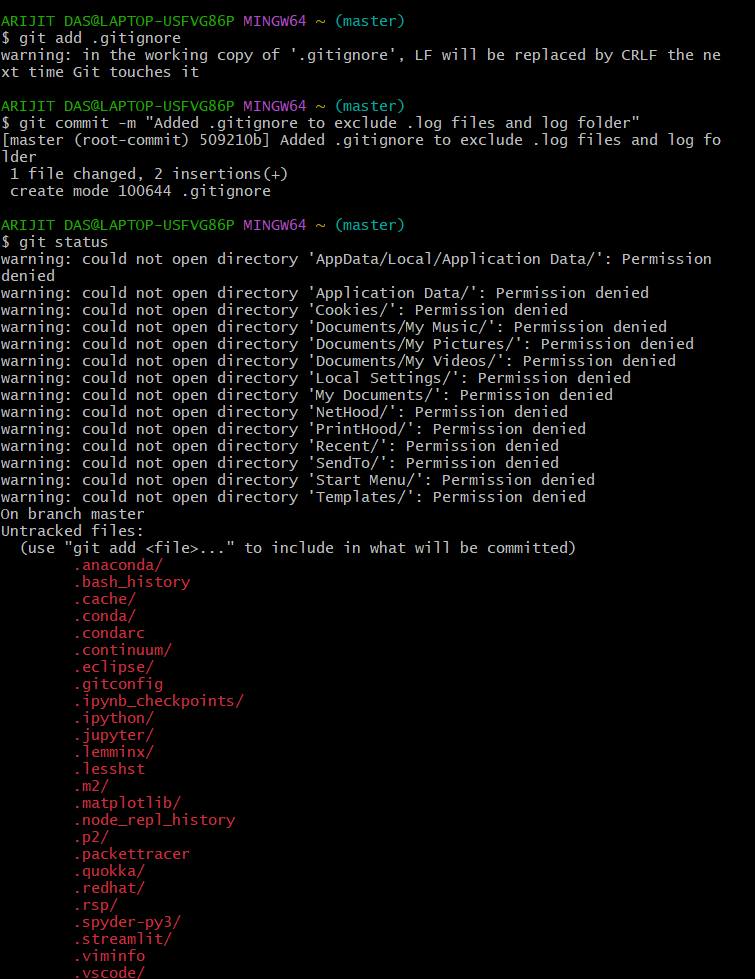 ARIJIT DAS@LAPTOP-USFVG86P MINGW64 ~ (master)
$ git add .gitignore
warning: in the working copy of '.gitignore', LF will be replaced by CRLF the ne
xt time Git touches it
ARIJIT DAS@LAPTOP-USFVG86P MINGW64 ~ (master)
$ git commit -m "Added .gitignore to exclude .log files and log folder"
[master (root-commit) 509210b] Added .gitignore to exclude .log files and log fo
lder
 1 file changed, 2 insertions(+)
 create mode 100644 .gitignore
ARIJIT DAS@LAPTOP-USFVG86P MINGW64 ~ (master)
$ git status
warning: could not open directory 'AppData/Local/Application Data/': Permission
denied
warning: could not open directory 'Application Data/': Permission denied
warning: could not open directory 'Cookies/': Permission denied
warning: could not open directory 'Documents/My Music/': Permission denied
warning: could not open directory 'Documents/My Pictures/': Permission denied
warning: could not open directory 'Documents/My Videos/': Permission denied
warning: could not open directory 'Local Settings/': Permission denied
warning: could not open directory 'My Documents/': Permission denied
warning: could not open directory 'NetHood/': Permission denied
warning: could not open directory 'PrintHood/': Permission denied
warning: could not open directory 'Recent/': Permission denied
warning: could not open directory 'SendTo/': Permission denied
warning: could not open directory 'Start Menu/': Permission denied
warning: could not open directory 'Templates/': Permission denied
On branch master
Untracked files:
  (use "git add <file>..." to include in what will be committed)
        .anaconda/
        .bash_history
        .cache/
        .conda/
        .condarc
        .continuum/
        .eclipse/
        .gitconfig
        .ipynb_checkpoints/
        .ipython/
        .jupyter/
        .lemminx/
        .lesshst
        .m2/
        .matplotlib/
        .node_repl_history
        .p2/
        .packettracer
        .quokka/
        .redhat/
        .rsp/
        .spyder-py3/
        .streamlit/
        .viminfo
        .vscode/